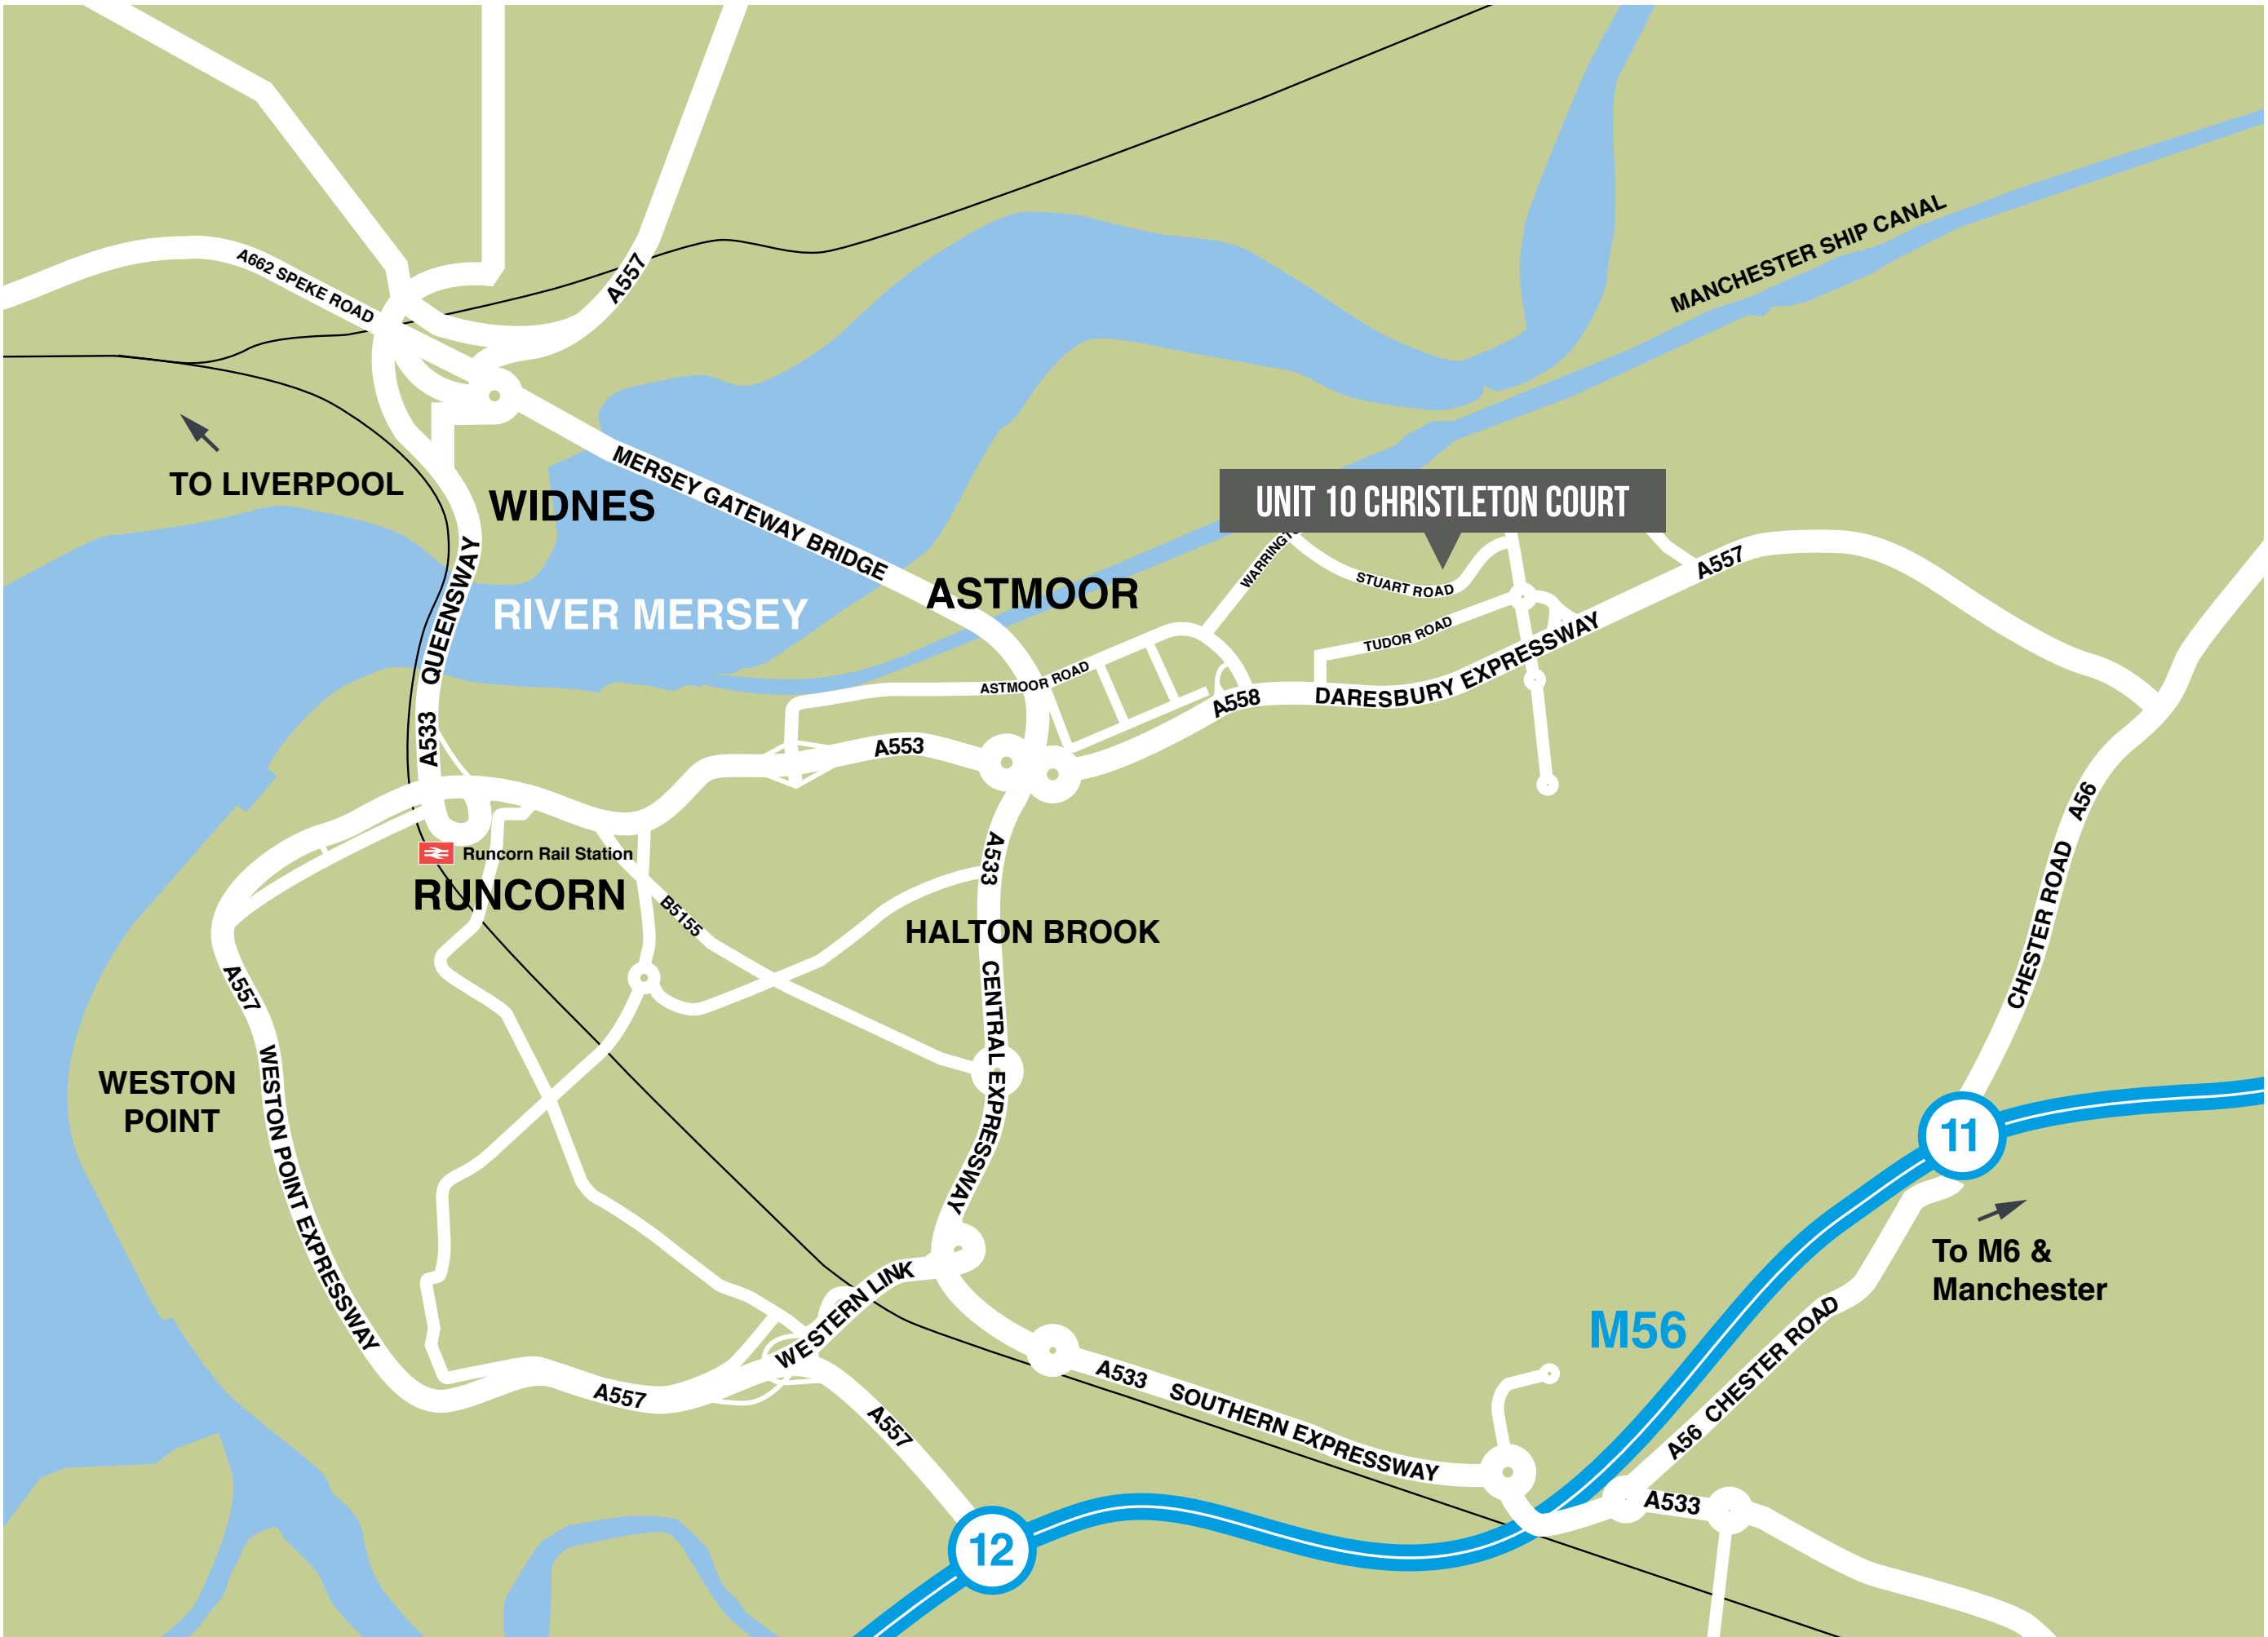 MANCHESTER SHIP CANAL
A662 SPEKE ROAD
A557
TO LIVERPOOL
WIDNES
MERSEY GATEWAY BRIDGE
UNIT 10 CHRISTLETON COURT
QUEENSWAY
RIVER MERSEY
ASTMOOR
STUART ROAD
A557
TUDOR ROAD
ASTMOOR ROAD
A558
DARESBURY EXPRESSWAY
A533
A553
A56
CHESTER ROAD
Runcorn Rail Station
RUNCORN
A533
B5155
HALTON BROOK
A557
CENTRAL EXPRESSWAY
WESTON
POINT
WESTON POINT EXPRESSWAY
11
To M6 &
Manchester
WESTERN LINK
M56
A56 CHESTER ROAD
A533 SOUTHERN EXPRESSWAY
A557
A557
A533
12